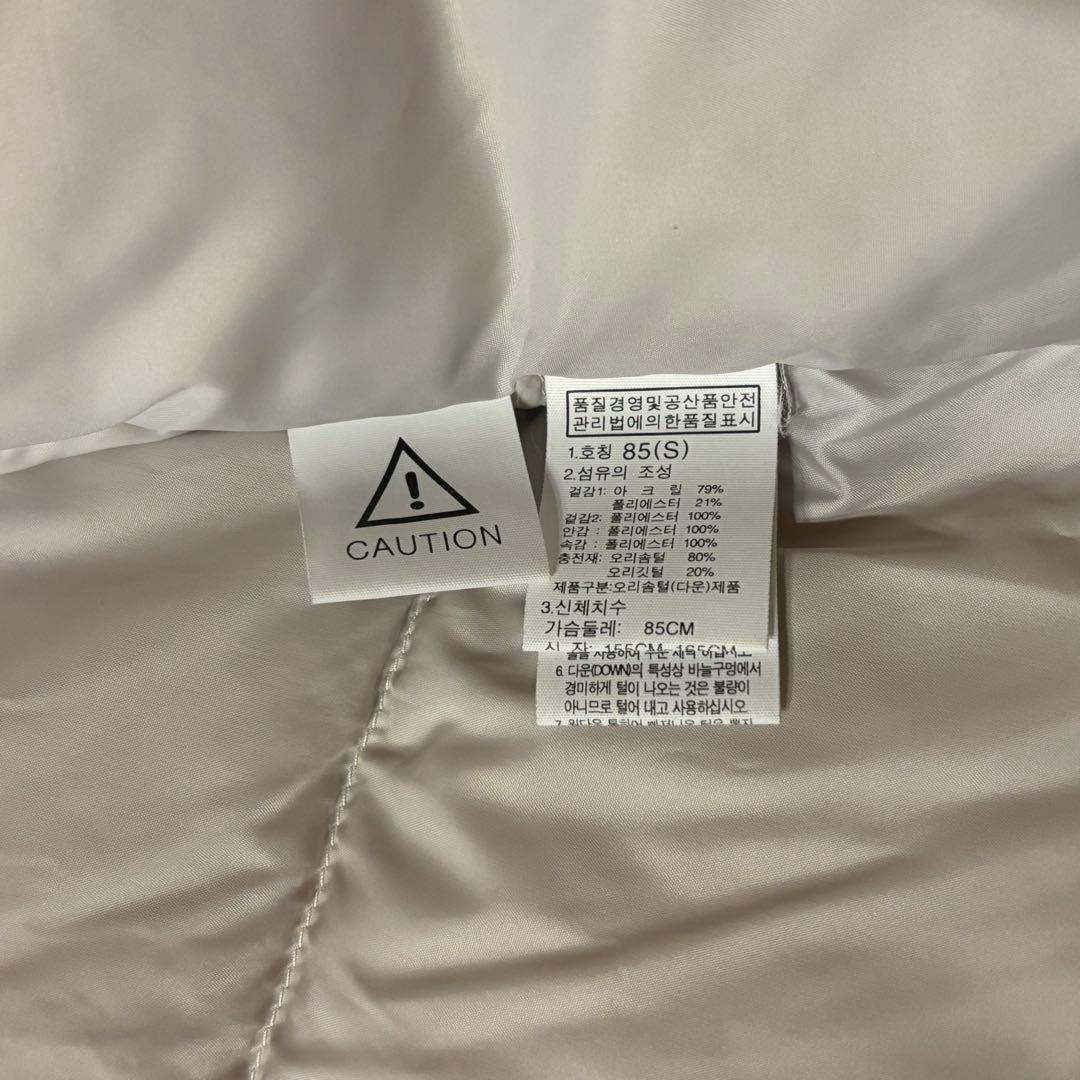 !
CAUTION
품질경영및공산품안전
관리법에의한품질표시
1.호칭 85(S)
2.섬유의 조성
겉감1: 아 크 릴 79%
폴리에스터 21%
겉감2: 폴리에스터 100%
안감 : 폴리에스터 100%
속감 : 폴리에스터 100%
충전재: 오리솜털 80%
오리깃털 20%
제품구분:오리솜털(다운)제품
3.신체치수
가슴둘레: 85CM
신 장: 155CM-165CM
6. 다운(DOWN)의 특성상 바늘구멍에서
경미하게 털이 나오는 것은 불량이
아니므로 털어 내고 사용하십시오